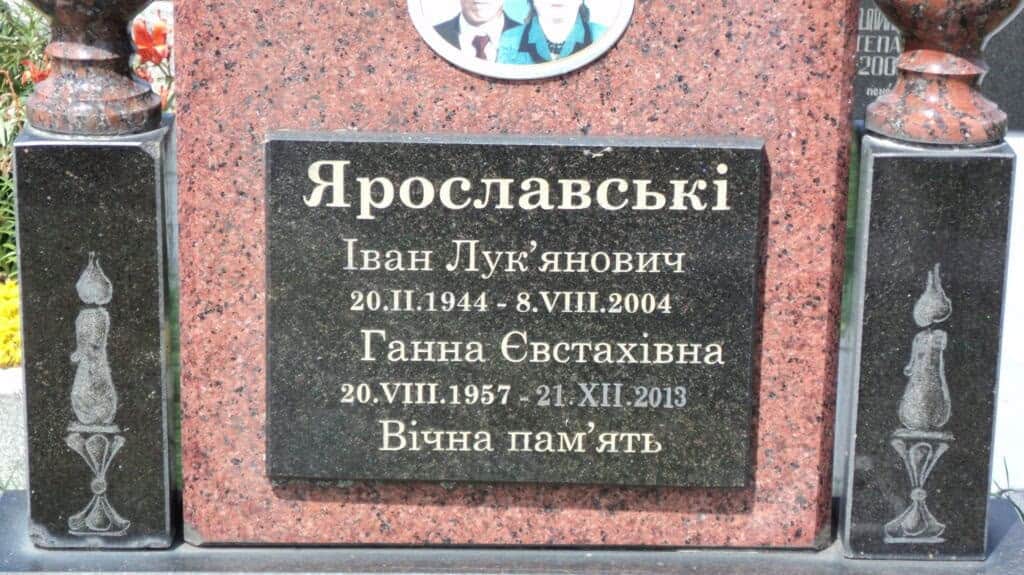 Ярославські
Іван Лук’янович
20.II.1944 - 8.VIII.2004
Ганна Євстахівна
20.VIII.1957 - 21.XII.2013
Вічна пам’ять